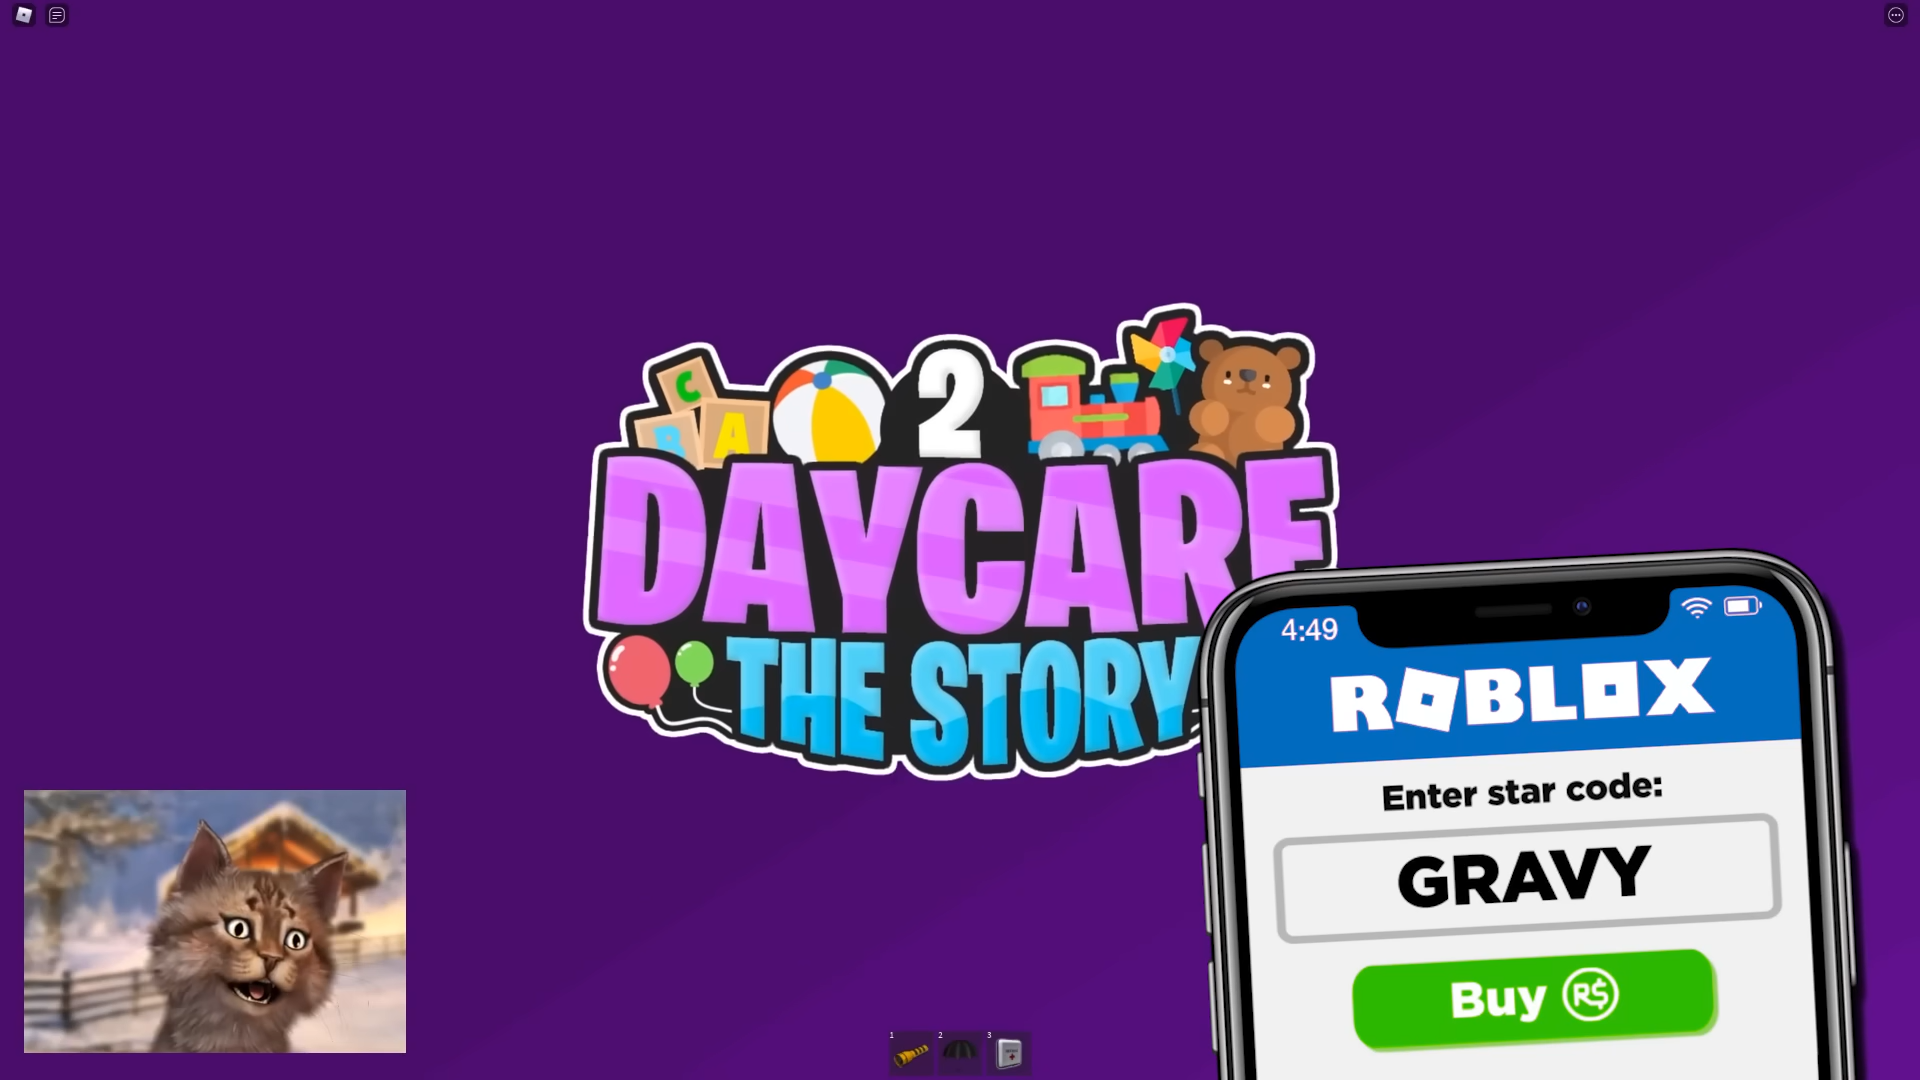 C
B A
2
DAYCARE
THE STORY
4:49
ROBLOX
Enter star code:
GRAVY
Buy R$
1 2 3